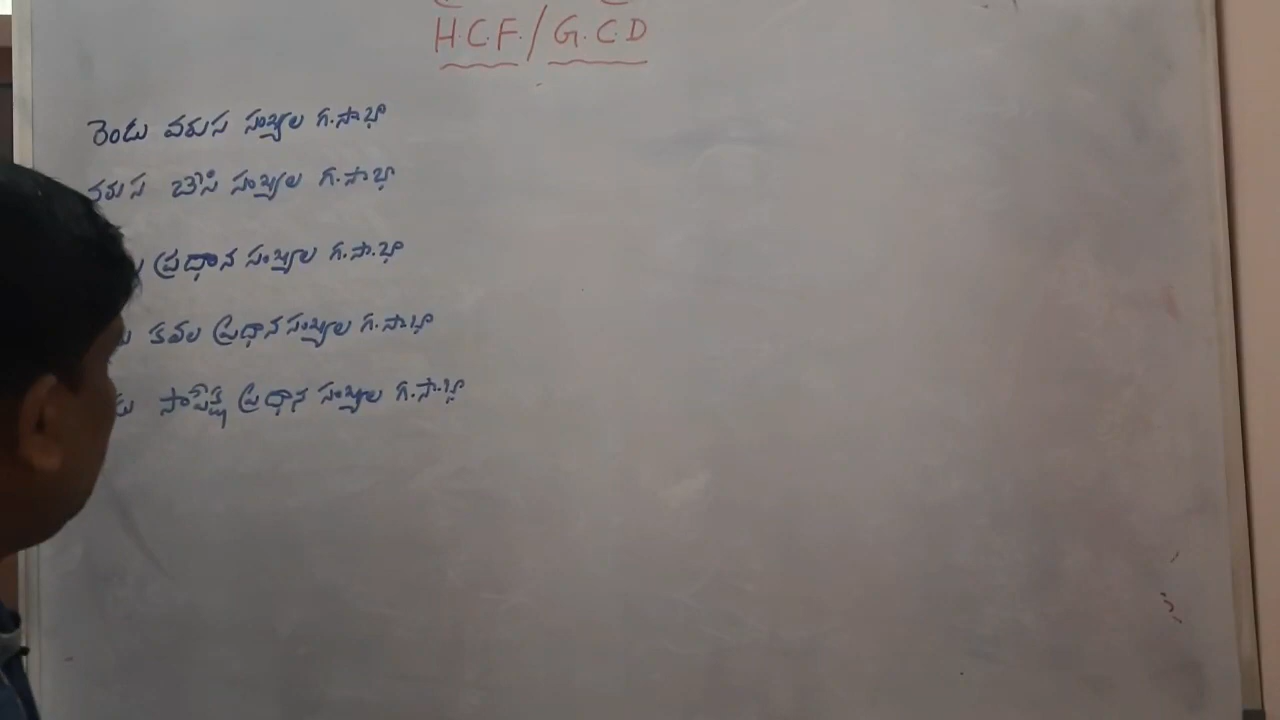 H.C.F. / G.C.D
రెండు వరుస సంఖ్యల గ.సాభా
వరుస బేసి సంఖ్యల గ.సాభా
ప్రధాన సంఖ్యల గ.సా.భా
కవల ప్రధాన సంఖ్యల గ.సాభా
సాపేక్ష ప్రధాన సంఖ్యల గ.సా.భా